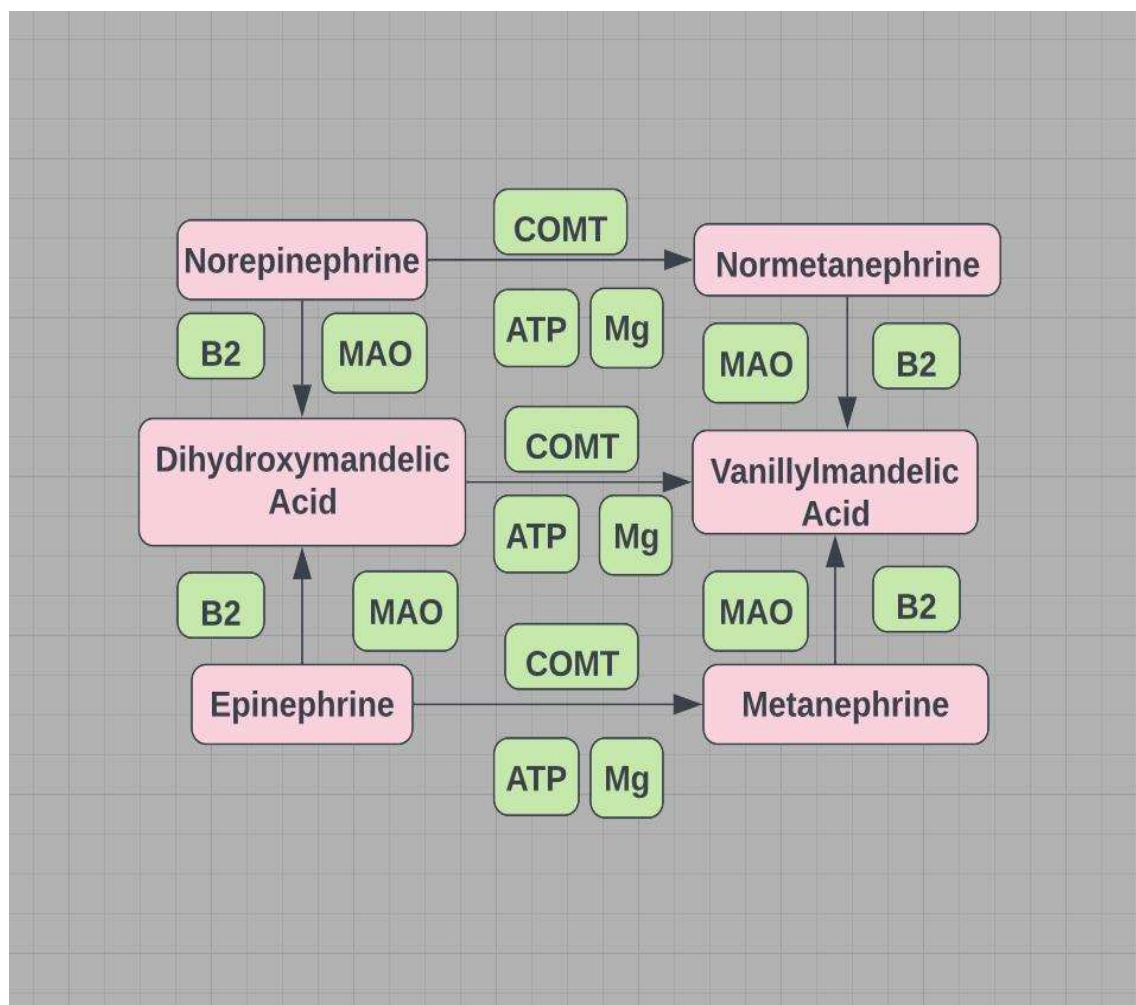 COMT
Norepinephrine
Normetanephrine
ATP
Mg
B2
MAO
MAO
B2
COMT
Dihydroxymandelic
Acid
Vanillylmandelic
Acid
ATP
Mg
B2
MAO
MAO
B2
COMT
Epinephrine
Metanephrine
ATP
Mg